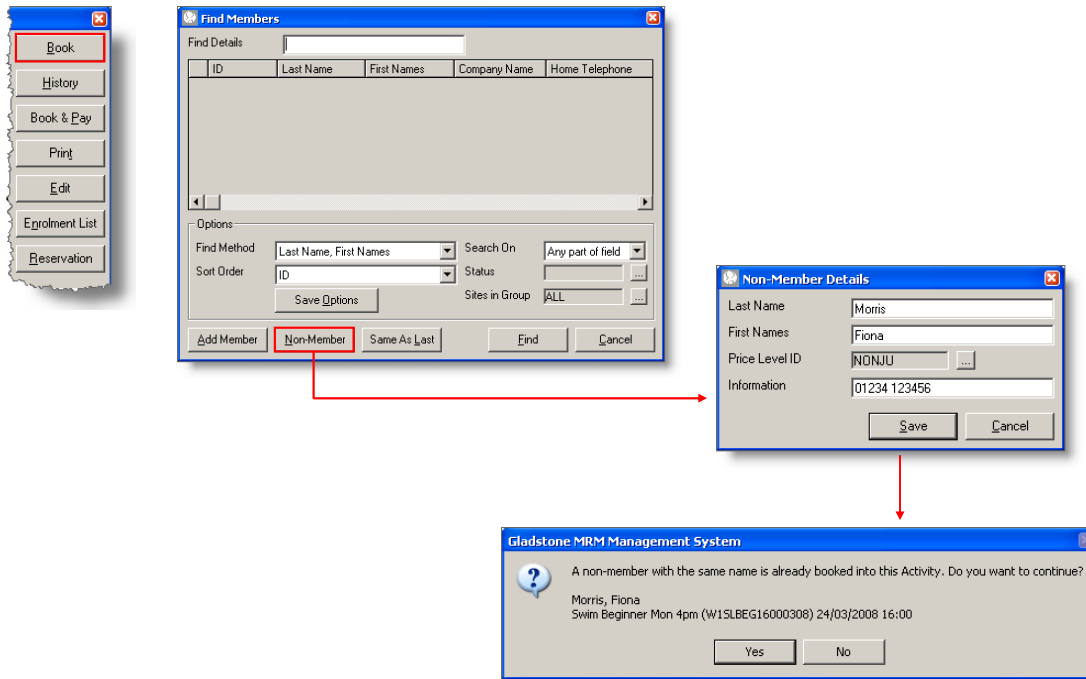 Book
History
Book & Pay
Print
Edit
Enrolment List
Reservation
Find Members
Find Details
ID Last Name First Names Company Name Home Telephone
Options
Find Method Last Name, First Names Search On Any part of field
Sort Order ID Status ...
Save Options Sites in Group ALL ...
Add Member Non-Member Same As Last Find Cancel
Non-Member Details
Last Name Morris
First Names Fiona
Price Level ID NONJU ...
Information 01234 123456
Save Cancel
Gladstone MRM Management System
A non-member with the same name is already booked into this Activity. Do you want to continue?
Morris, Fiona
Swim Beginner Mon 4pm (W1SLBEG16000308) 24/03/2008 16:00
Yes No